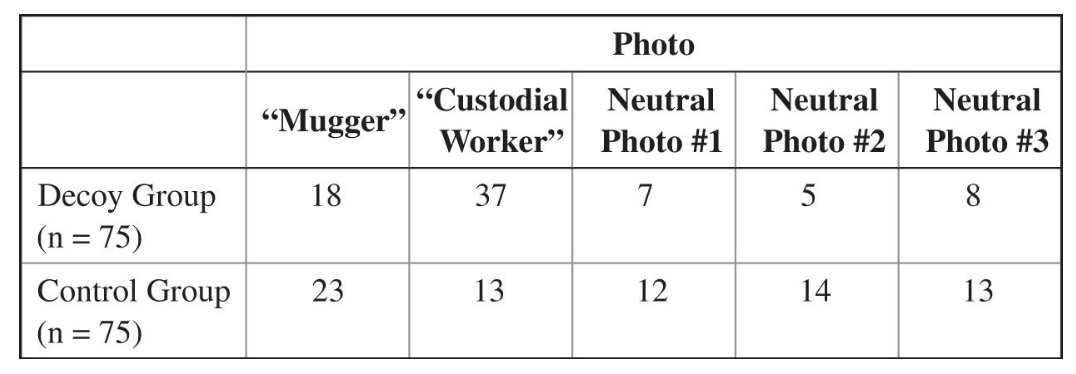 Photo
“Mugger” “Custodial Worker” Neutral Photo #1 Neutral Photo #2 Neutral Photo #3
Decoy Group (n = 75) 18 37 7 5 8
Control Group (n = 75) 23 13 12 14 13